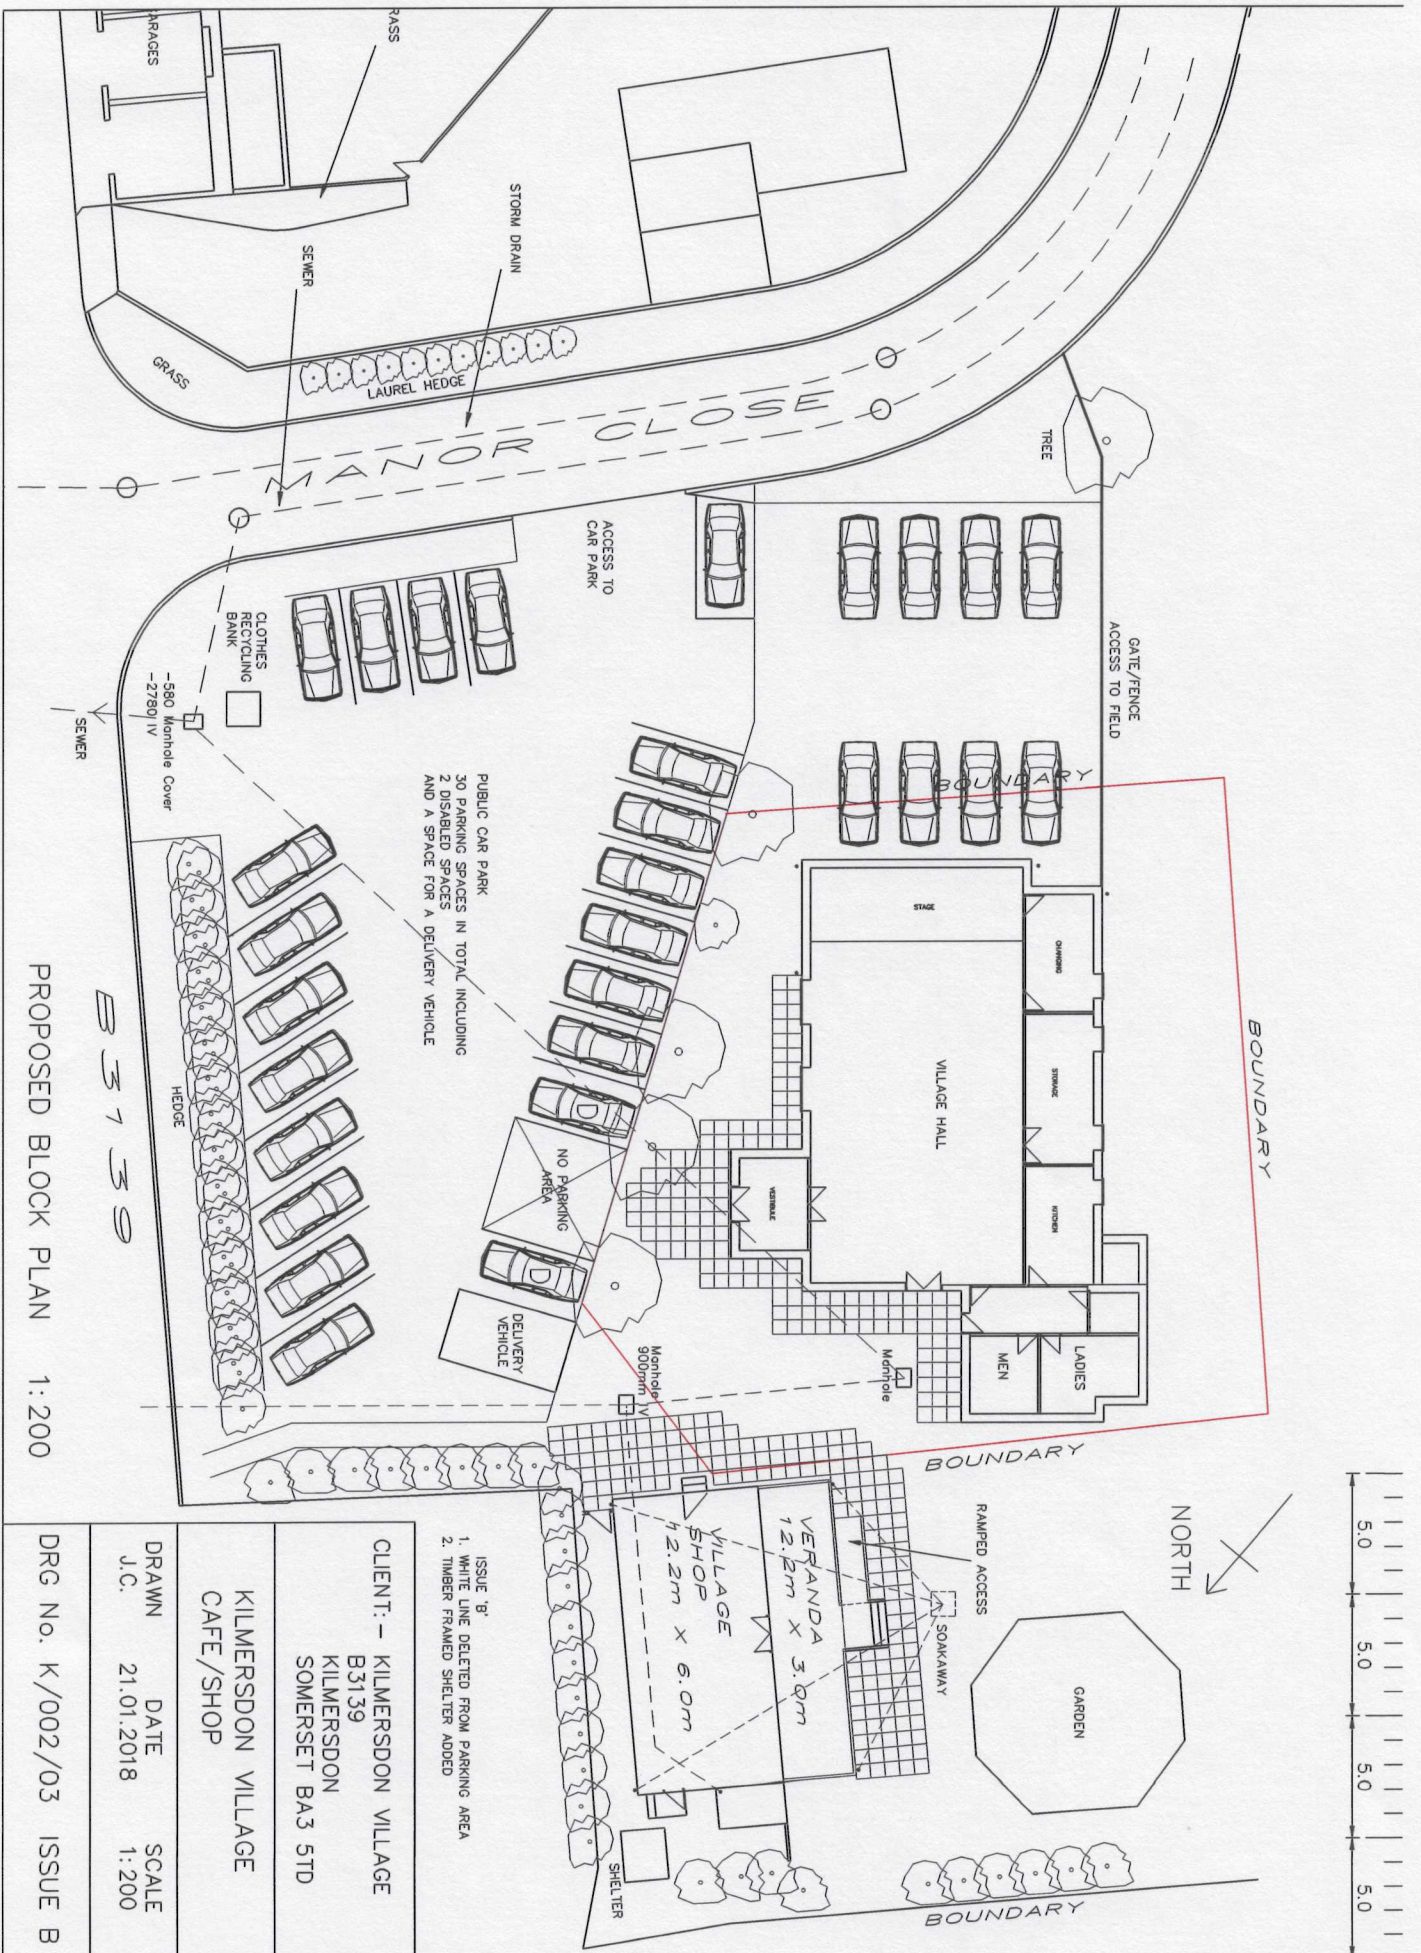 ARAGES
RASS
STORM DRAIN
SEWER
GRASS
LAUREL HEDGE
MANOR CLOSE
TREE
ACCESS TO
CAR PARK
GATE/FENCE
ACCESS TO FIELD
CLOTHES
RECYCLING
BANK
-580 Manhole Cover
-2780 IV
SEWER
PUBLIC CAR PARK
30 PARKING SPACES IN TOTAL INCLUDING
2 DISABLED SPACES
AND A SPACE FOR A DELIVERY VEHICLE
BOUNDARY
BOUNDARY
STAGE
CHANGING
STORAGE
KITCHEN
VILLAGE HALL
VESTIBULE
LADIES
MEN
HEDGE
B3139
D
NO PARKING
AREA
D
DELIVERY
VEHICLE
Manhole
900mm IV
Manhole
BOUNDARY
RAMPED ACCESS
SOAKAWAY
VERANDA
12.2m X 3.0m
VILLAGE
SHOP
12.2m X 6.0m
NORTH
GARDEN
SHELTER
BOUNDARY
5.0
5.0
5.0
5.0
ISSUE 'B'
1. WHITE LINE DELETED FROM PARKING AREA
2. TIMBER FRAMED SHELTER ADDED
CLIENT:- KILMERSDON VILLAGE
B3139
KILMERSDON
SOMERSET BA3 5TD
KILMERSDON VILLAGE
CAFE/SHOP
DRAWN DATE SCALE
J.C. 21.01.2018 1:200
DRG No. K/002/03 ISSUE B
PROPOSED BLOCK PLAN 1:200